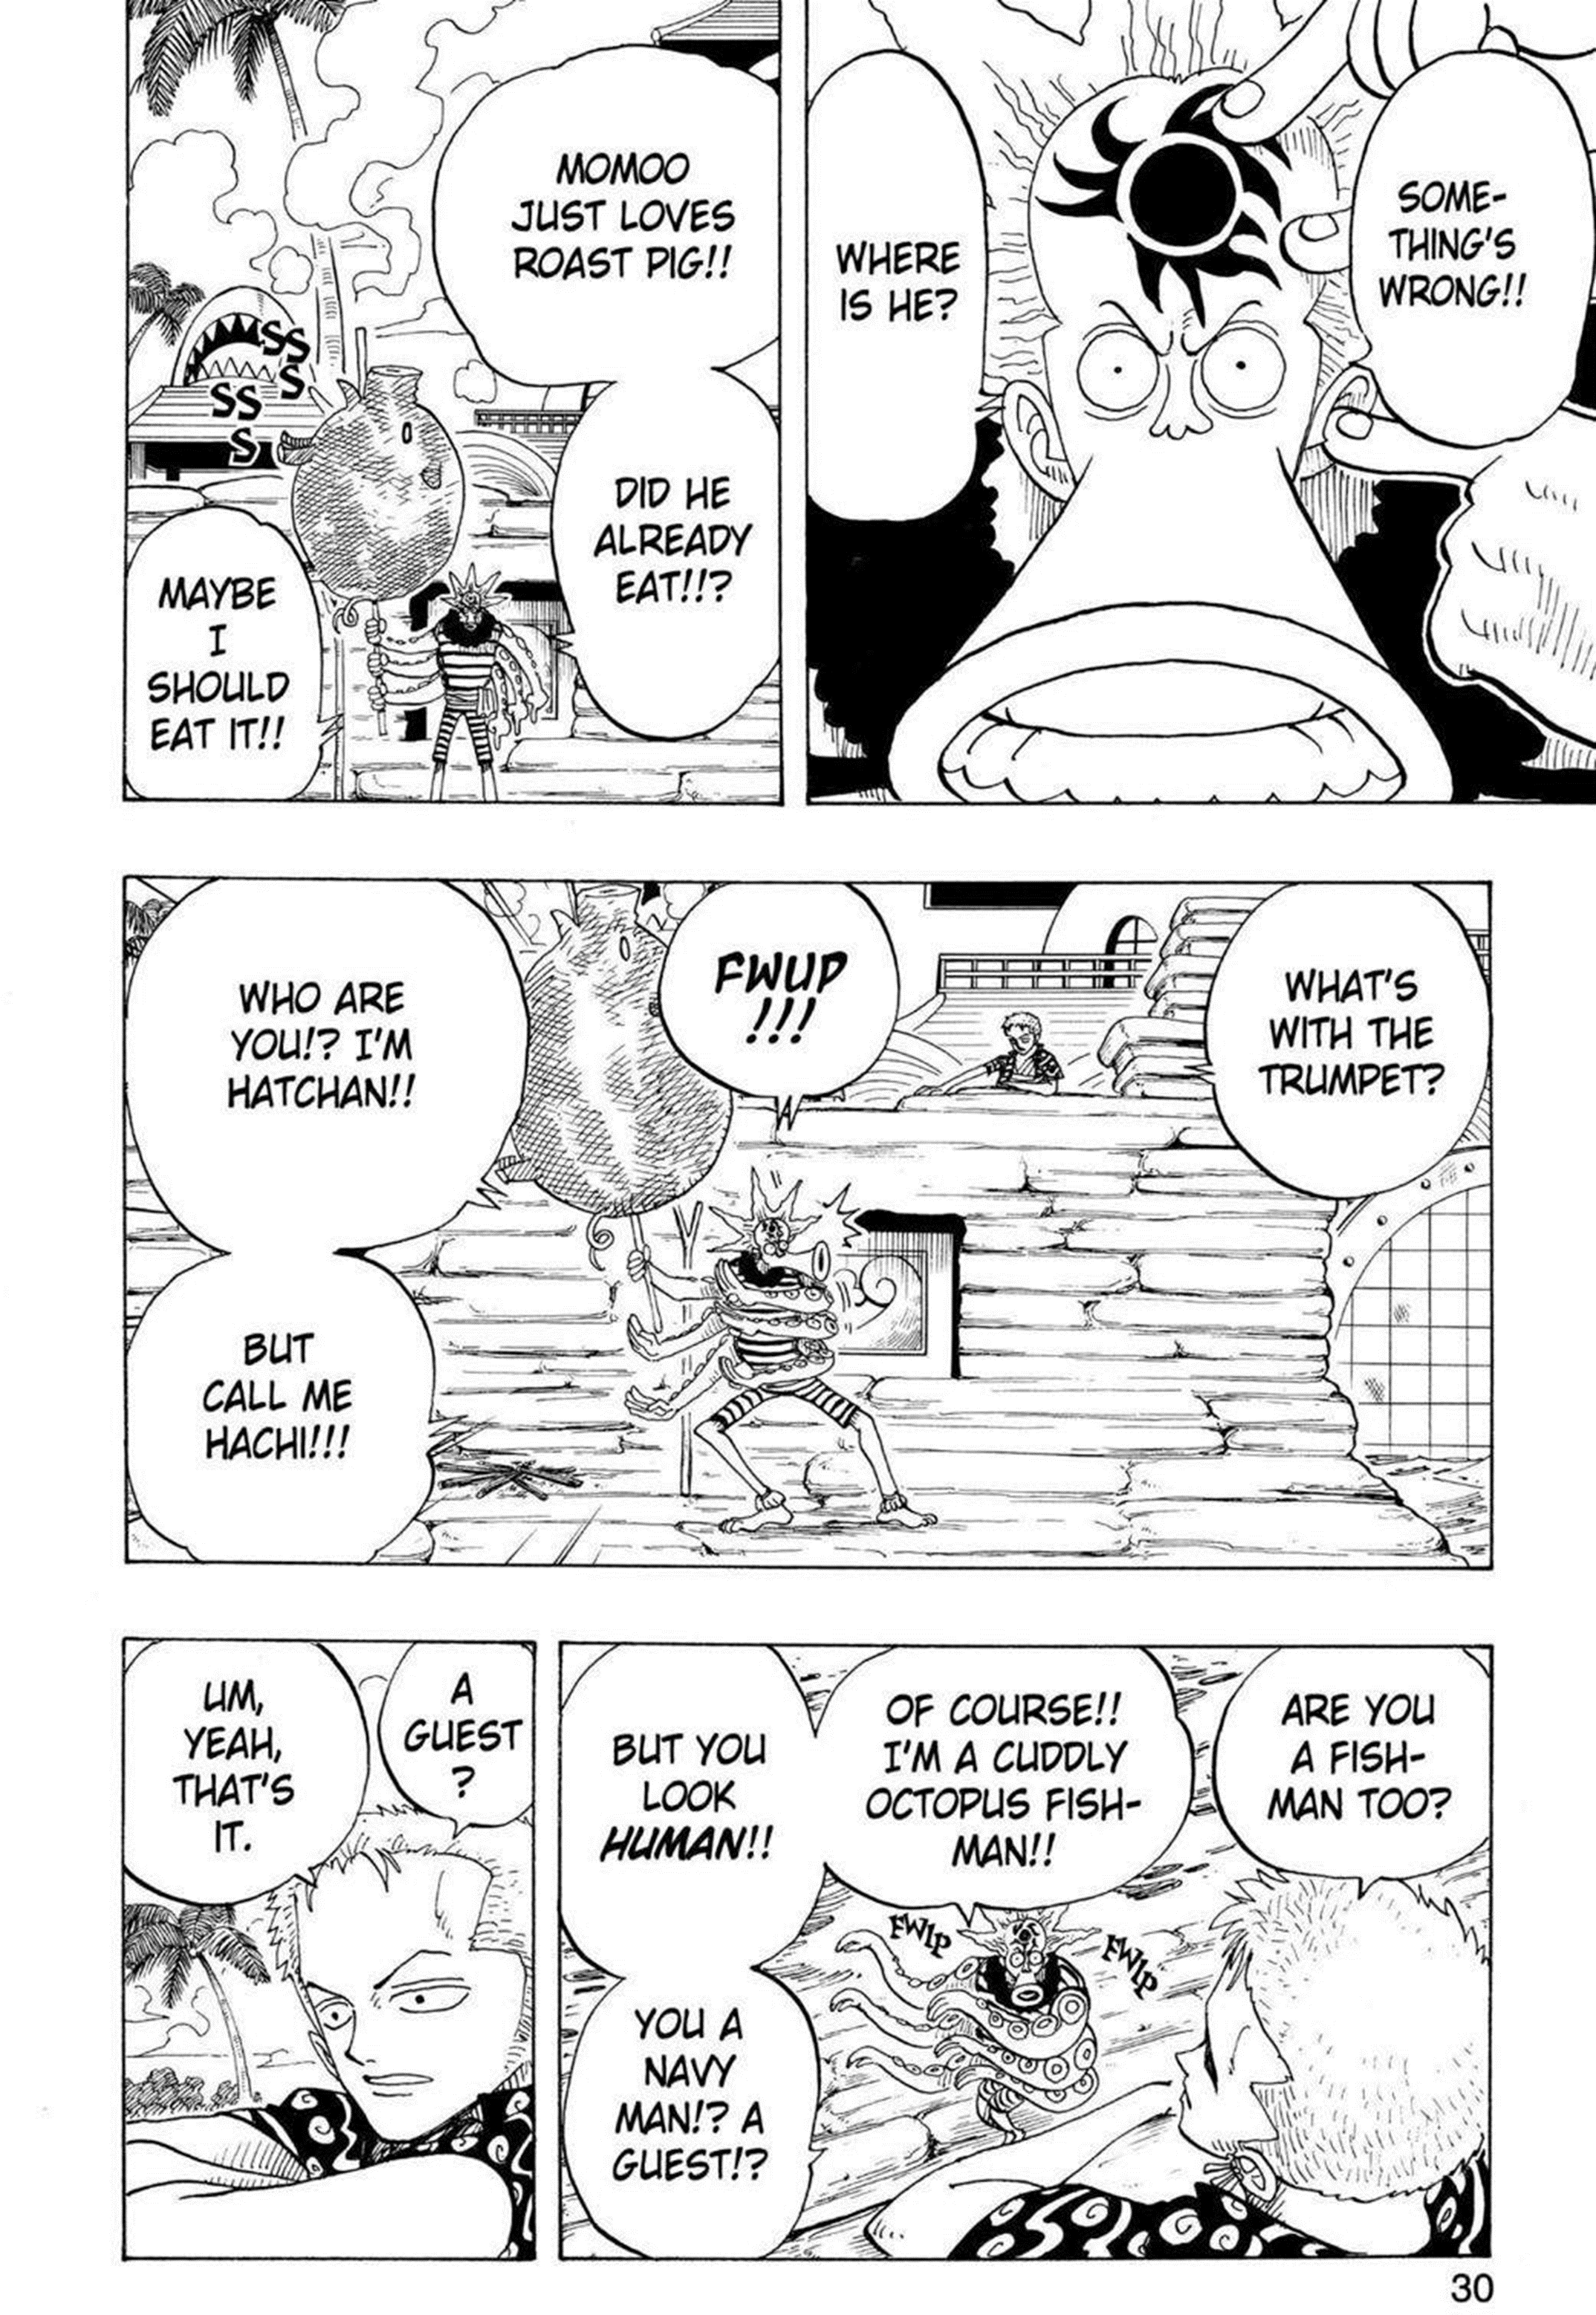 SOME-
THING'S
WRONG!!
WHERE
IS HE?
MOMOO
JUST LOVES
ROAST PIG!!
DID HE
ALREADY
EAT!!?
SS
S
SS
S
MAYBE
I
SHOULD
EAT IT!!
WHAT'S
WITH THE
TRUMPET?
FWUP
!!!
WHO ARE
YOU!? I'M
HATCHAN!!
BUT
CALL ME
HACHI!!!
ARE YOU
A FISH-
MAN TOO?
OF COURSE!!
I'M A CUDDLY
OCTOPUS FISH-
MAN!!
FWIP
FWIP
BUT YOU
LOOK
HUMAN!!
YOU A
NAVY
MAN!? A
GUEST!?
A
GUEST
?
UM,
YEAH,
THAT'S
IT.
30